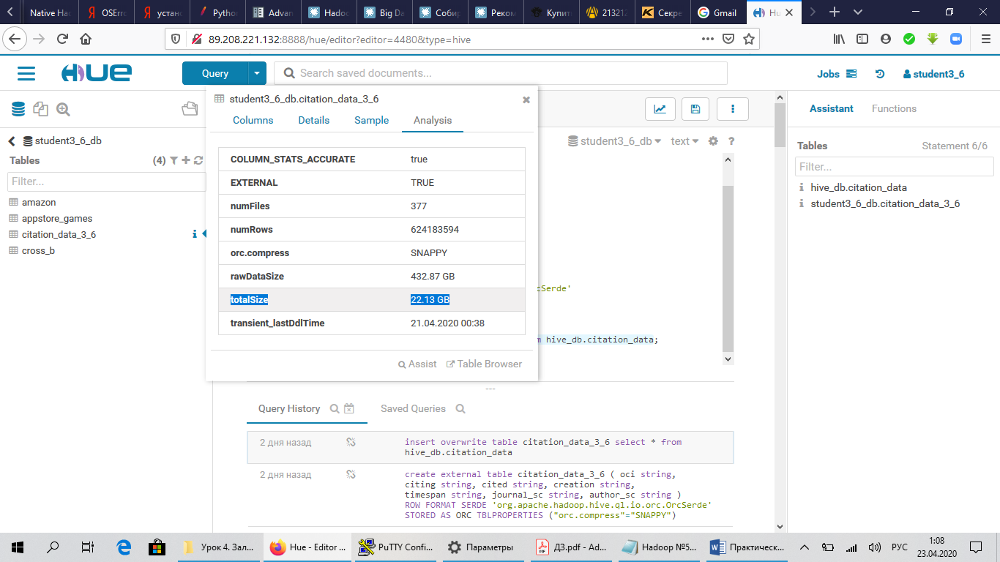 Native Hac
OSErro
устано
Python
Advan
Hadoo
Big Da
Собир
Реком
Купит
213212
Секре
Gmail
Hu
89.208.221.132:8888/hue/editor?editor=4480&type=hive
HUE
Query
Search saved documents...
Jobs
student3_6
student3_6_db.citation_data_3_6
Columns
Details
Sample
Analysis
Assistant
Functions
student3_6_db
student3_6_db
text
?
Tables
(4)
Tables
Statement 6/6
Filter...
Filter...
amazon
appstore_games
citation_data_3_6
cross_b
hive_db.citation_data
student3_6_db.citation_data_3_6
COLUMN_STATS_ACCURATE true
EXTERNAL TRUE
numFiles 377
numRows 624183594
orc.compress SNAPPY
rawDataSize 432.87 GB
totalSize 22.13 GB
transient_lastDdlTime 21.04.2020 00:38
cSerde'
hive_db.citation_data;
Assist
Table Browser
Query History
Saved Queries
2 дня назад
insert overwrite table citation_data_3_6 select * from
hive_db.citation_data
2 дня назад
create external table citation_data_3_6 ( oci string,
citing string, cited string, creation string,
timespan string, journal_sc string, author_sc string )
ROW FORMAT SERDE 'org.apache.hadoop.hive.ql.io.orc.OrcSerde'
STORED AS ORC TBLPROPERTIES ("orc.compress"="SNAPPY")
Урок 4. Зал...
Hue - Editor ...
PuTTY Confi...
Параметры
ДЗ.pdf - Ad...
Hadoop №5...
Практическ...
РУС
1:08
23.04.2020